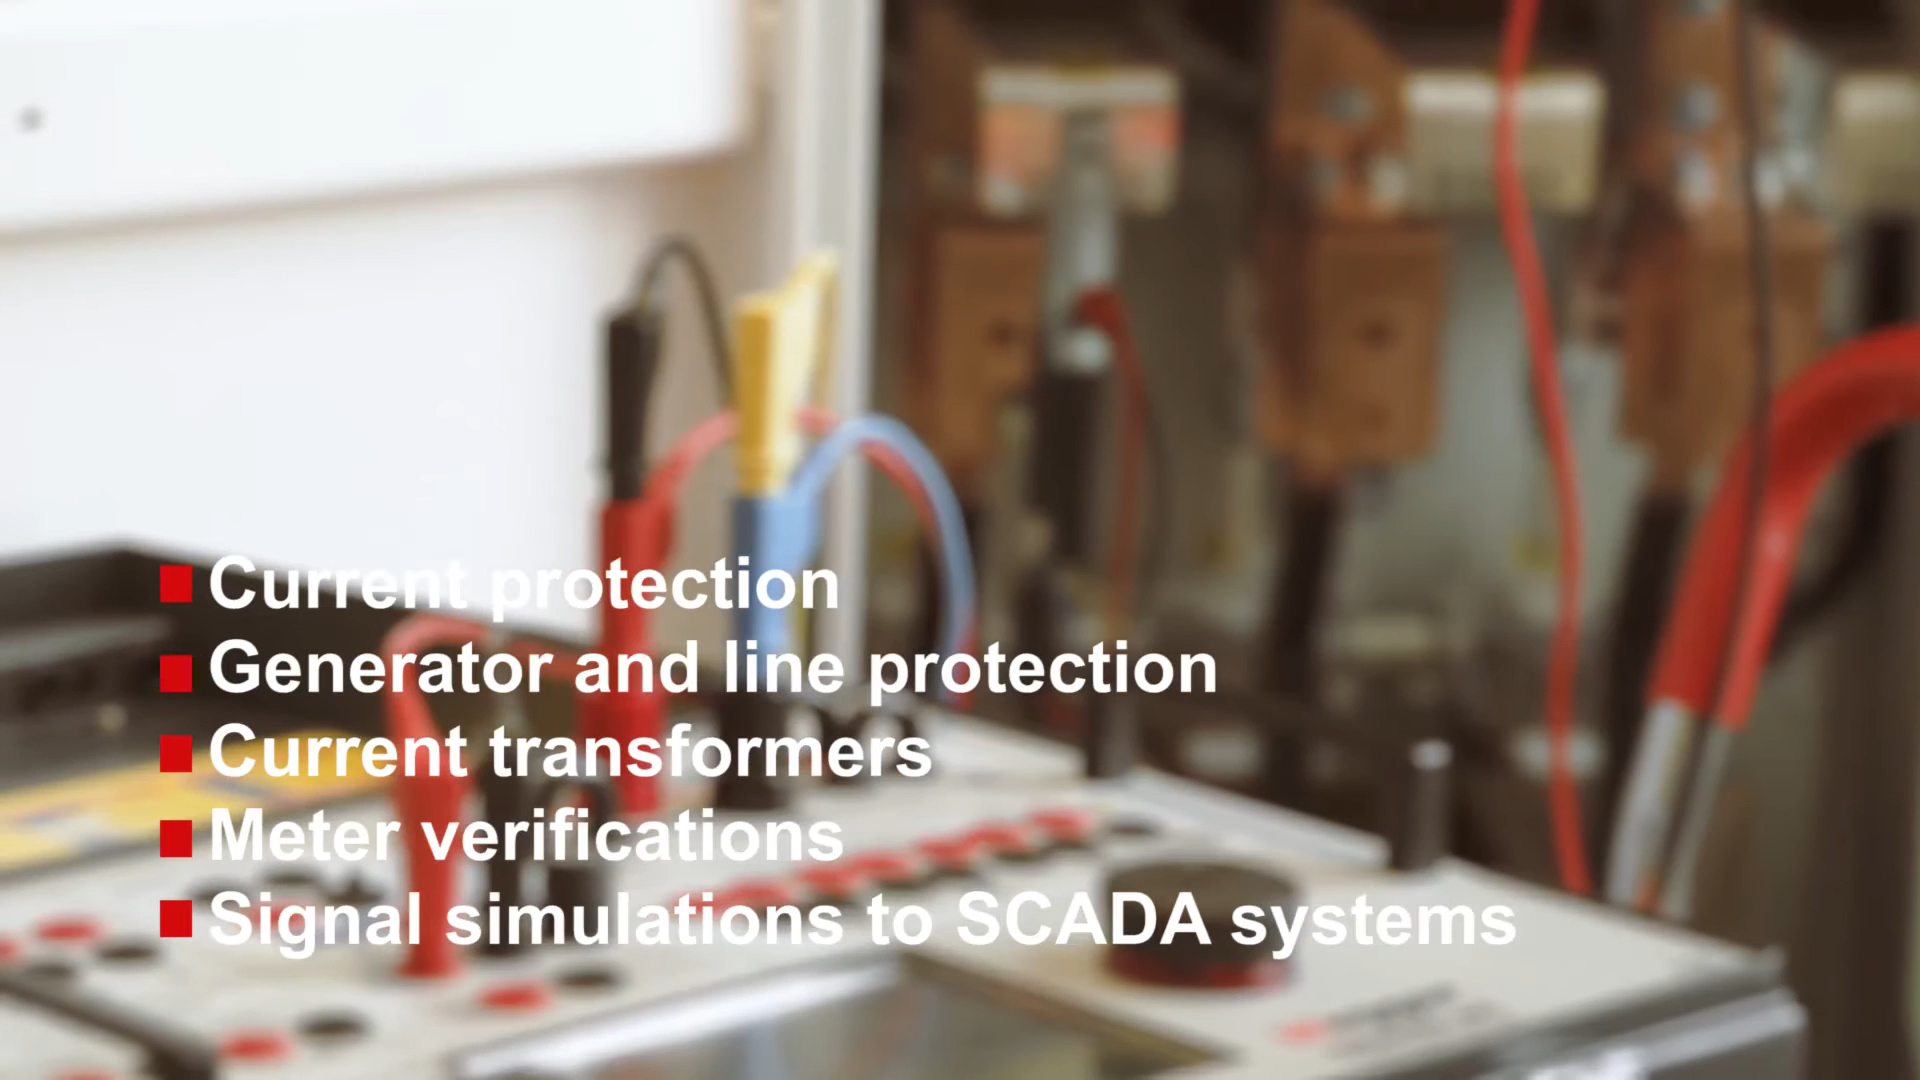 Current protection
Generator and line protection
Current transformers
Meter verifications
Signal simulations to SCADA systems